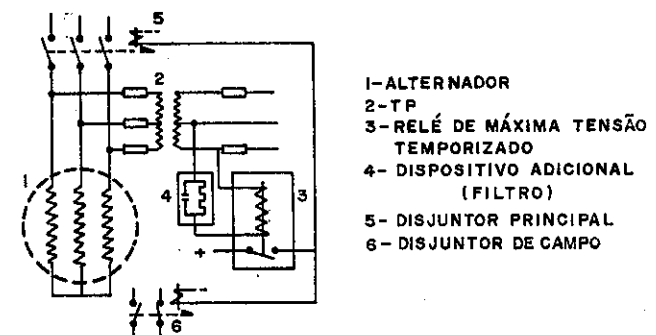 5
2
1
4
3
+
6
1-ALTERNADOR
2-TP
3-RELÉ DE MÁXIMA TENSÃO
TEMPORIZADO
4- DISPOSITIVO ADICIONAL
(FILTRO)
5- DISJUNTOR PRINCIPAL
6- DISJUNTOR DE CAMPO